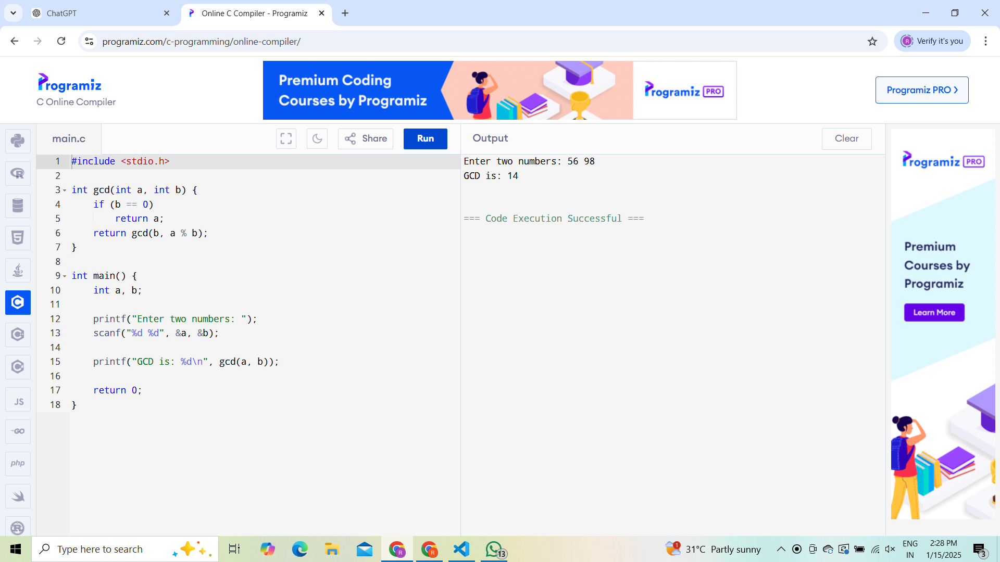 ChatGPT
Online C Compiler - Programiz
programiz.com/c-programming/online-compiler/
R
Verify it's you
Programiz
C Online Compiler
Premium Coding
Courses by Programiz
Programiz PRO
Programiz PRO ❯
main.c
Share
Run
Output
Clear
1 #include <stdio.h>
2
3 int gcd(int a, int b) {
4     if (b == 0)
5         return a;
6     return gcd(b, a % b);
7 }
8
9 int main() {
10     int a, b;
11
12     printf("Enter two numbers: ");
13     scanf("%d %d", &a, &b);
14
15     printf("GCD is: %d\n", gcd(a, b));
16
17     return 0;
18 }
Enter two numbers: 56 98
GCD is: 14
=== Code Execution Successful ===
R
5
C
C
C
JS
GO
php
R
Programiz PRO
Premium
Courses by
Programiz
Learn More
Type here to search
R
R
13
1
31°C Partly sunny
ENG
IN
2:28 PM
1/15/2025
3